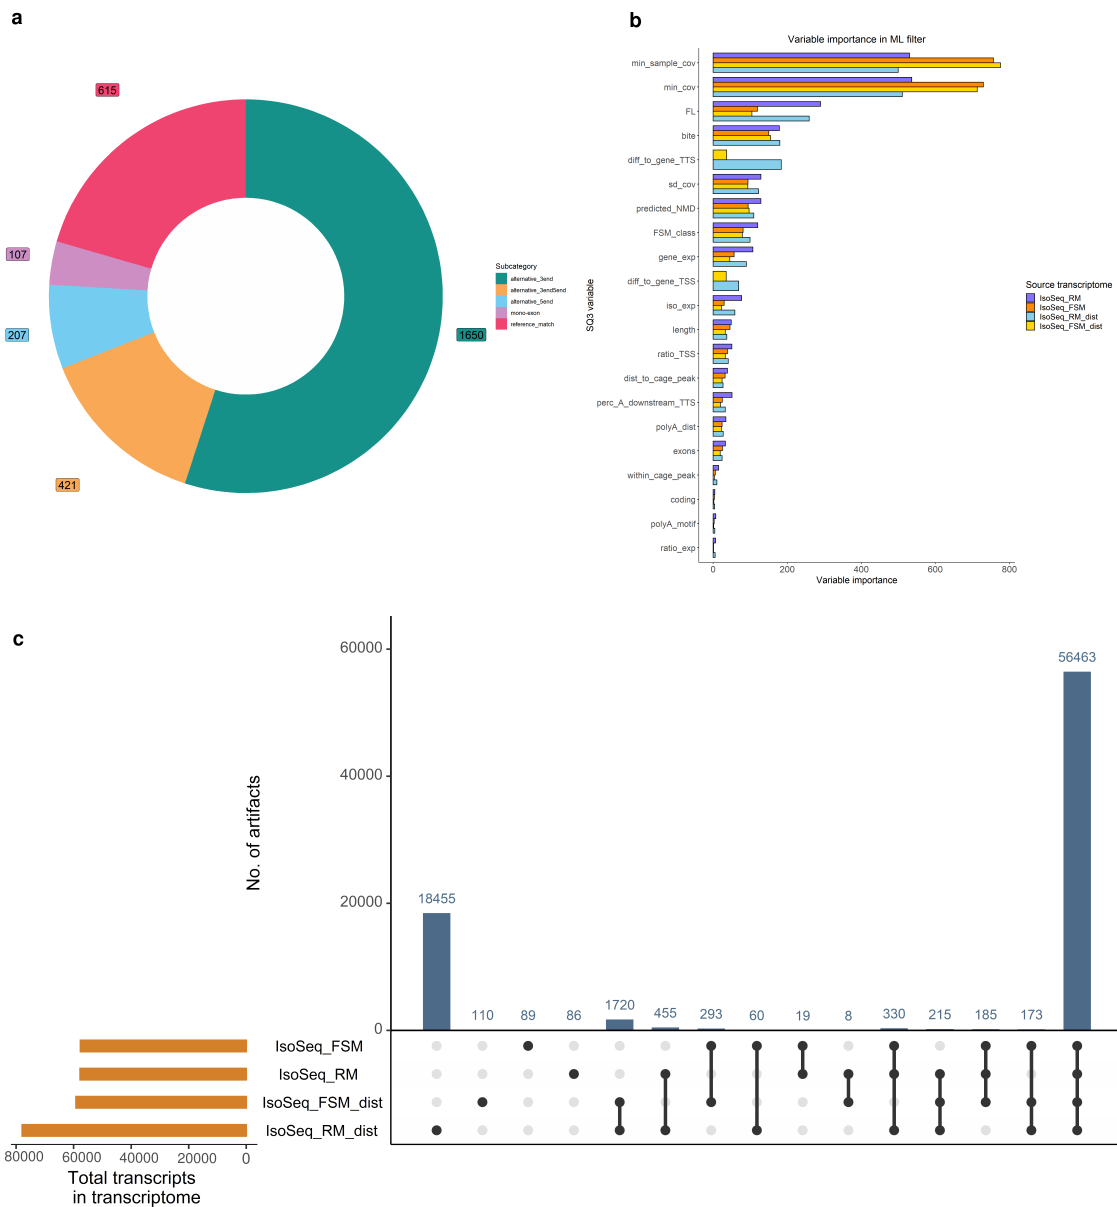 a
615
107
207
421
1650
Subcategory
alternative_3end
alternative_3end5end
alternative_5end
mono-exon
reference_match
b
Variable importance in ML filter
SQ3 variable
min_sample_cov
min_cov
FL
bite
diff_to_gene_TTS
sd_cov
predicted_NMD
FSM_class
gene_exp
diff_to_gene_TSS
iso_exp
length
ratio_TSS
dist_to_cage_peak
perc_A_downstream_TTS
polyA_dist
exons
within_cage_peak
coding
polyA_motif
ratio_exp
0 200 400 600 800
Variable importance
Source transcriptome
IsoSeq_RM
IsoSeq_FSM
IsoSeq_RM_dist
IsoSeq_FSM_dist
c
No. of artifacts
60000
40000
20000
0
18455 110 89 86 1720 455 293 60 19 8 330 215 185 173 56463
IsoSeq_FSM
IsoSeq_RM
IsoSeq_FSM_dist
IsoSeq_RM_dist
80000 60000 40000 20000 0
Total transcripts
in transcriptome